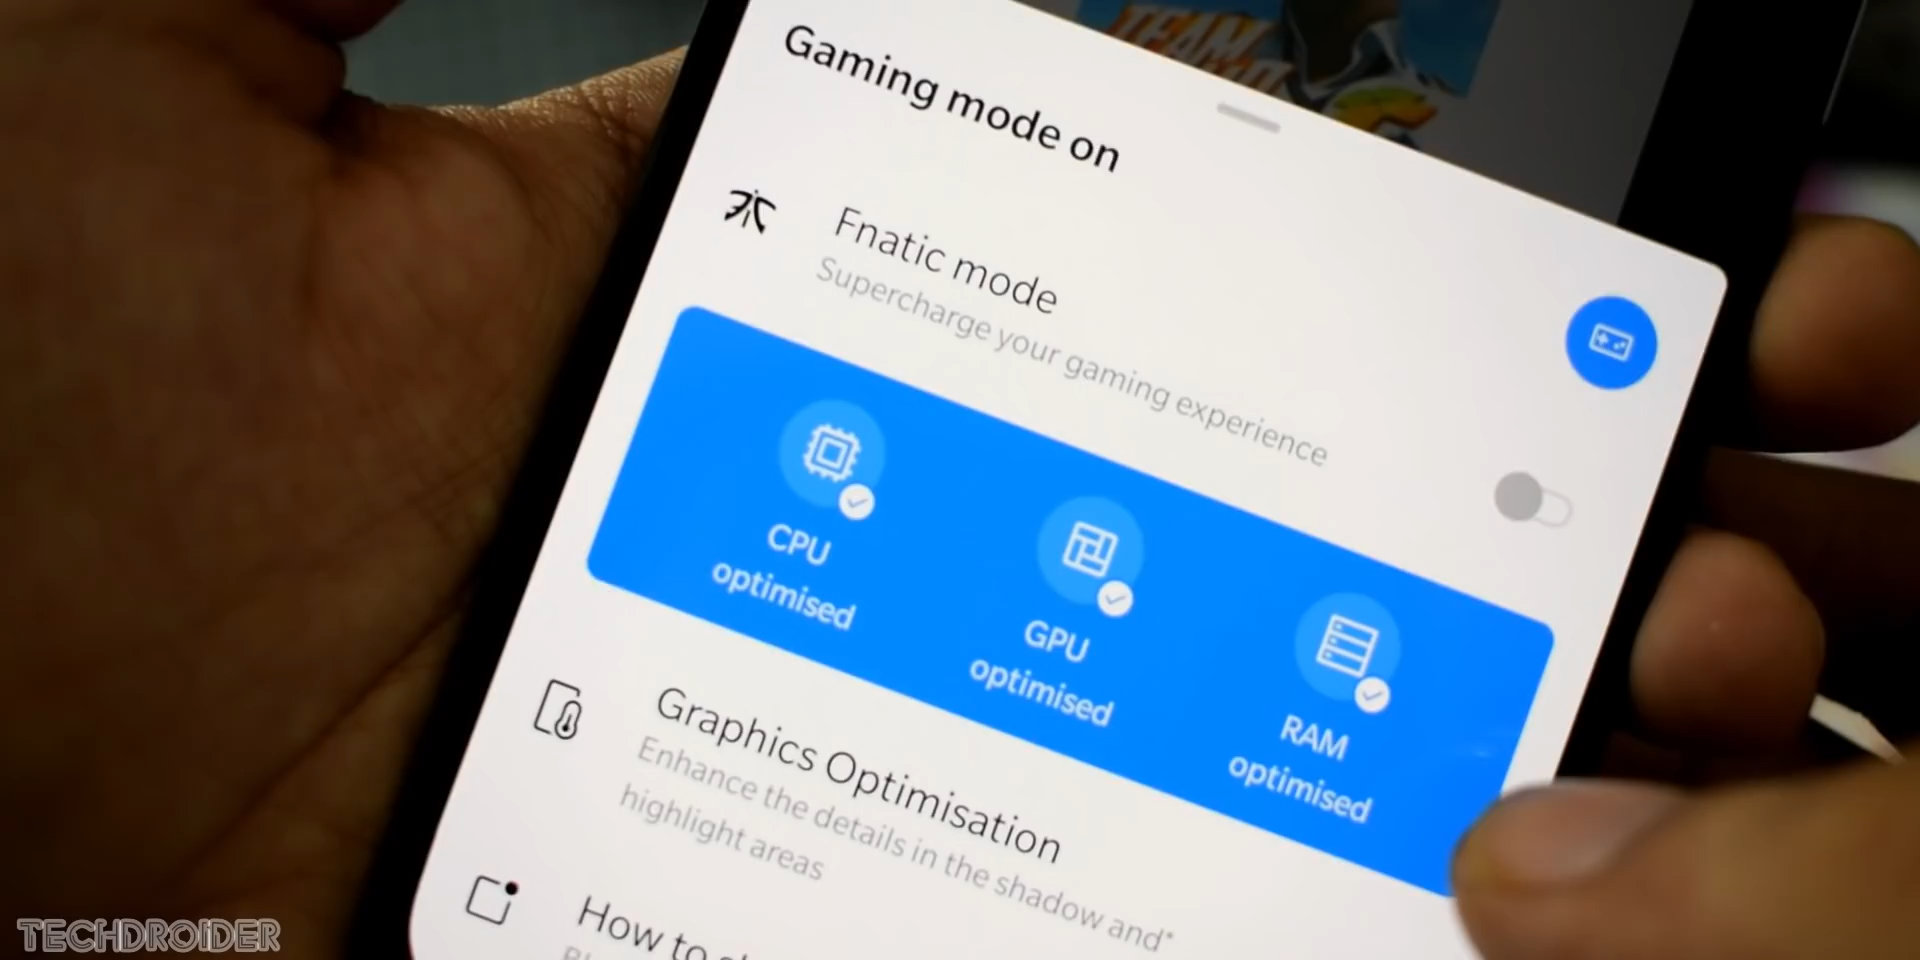 TEAM
Gaming mode on
Fnatic mode
Supercharge your gaming experience
CPU
optimised
GPU
optimised
RAM
optimised
Graphics Optimisation
Enhance the details in the shadow and
highlight areas
How to
TECHDROIDER